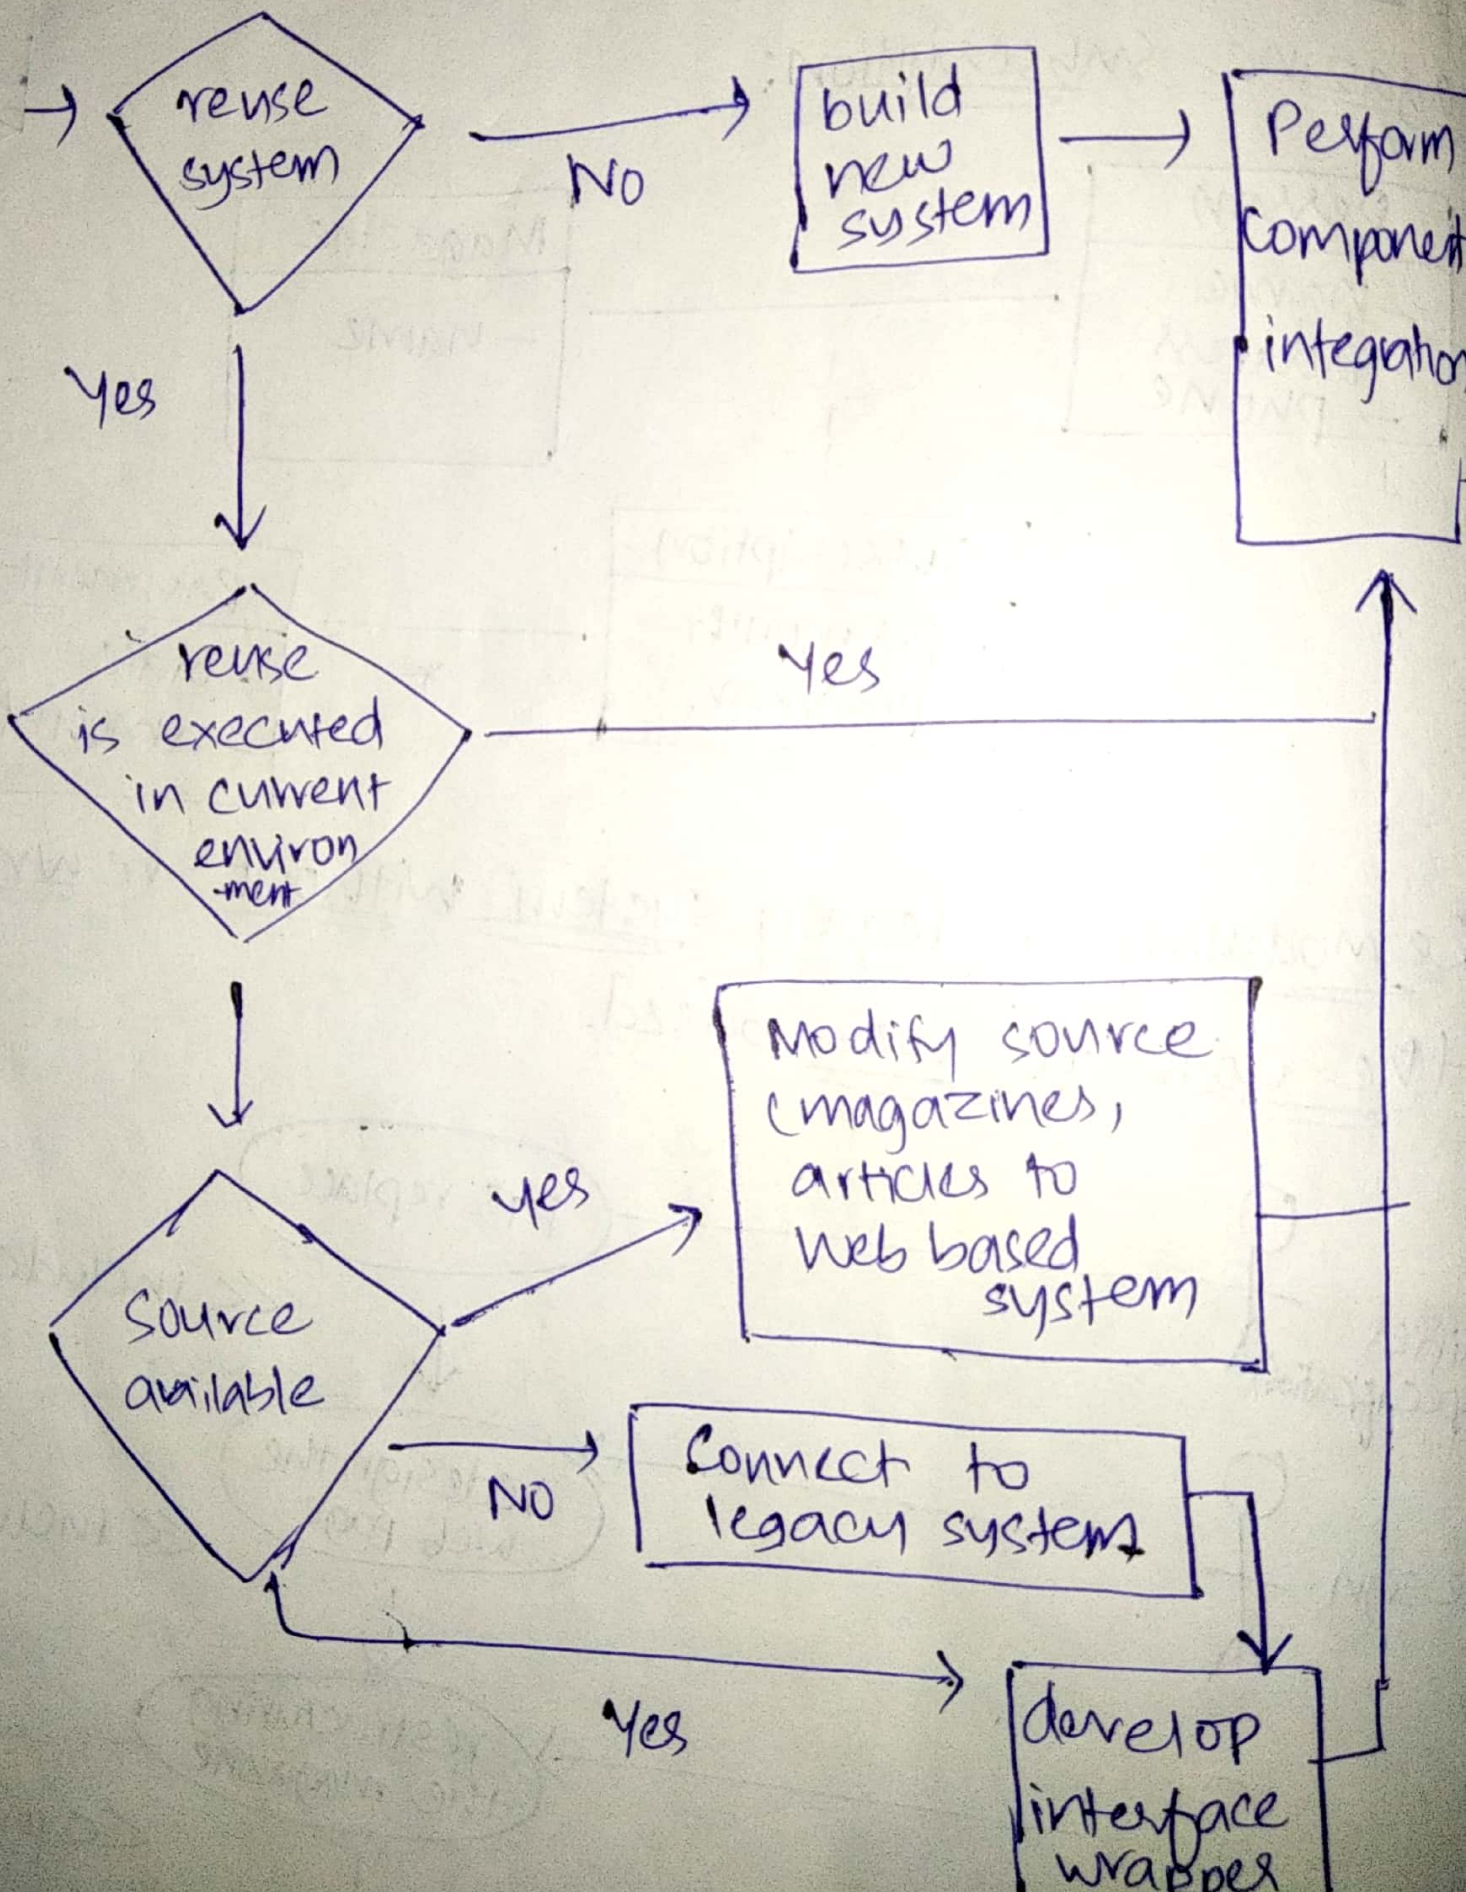 reuse
system
NO
build
new
system
Perform
component
integration
Yes
reuse
is executed
in current
environ
-ment
Yes
Source
available
yes
Modify source
(magazines,
articles to
web based
system
NO
Connect to
legacy system
Yes
develop
interface
wrapper